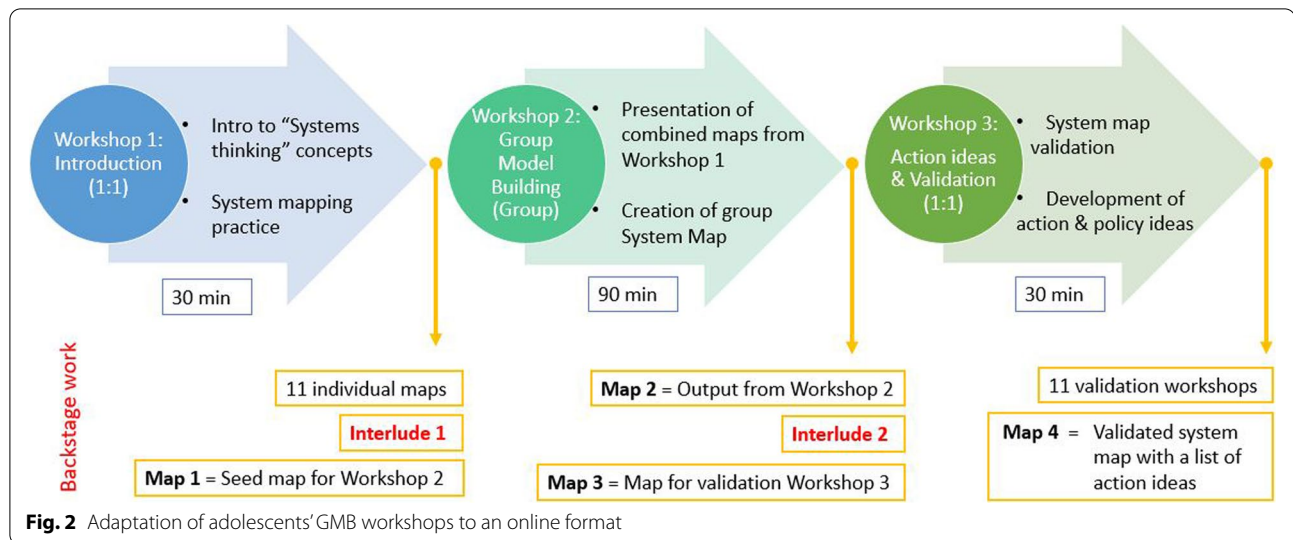 Workshop 1:
Introduction
(1:1)
• Intro to “Systems
thinking” concepts
• System mapping
practice
30 min
Workshop 2:
Group
Model
Building
(Group)
• Presentation of
combined maps from
Workshop 1
• Creation of group
System Map
90 min
Workshop 3:
Action ideas
& Validation
(1:1)
• System map
validation
• Development of
action & policy ideas
30 min
Backstage work
11 individual maps
Interlude 1
Map 1 = Seed map for Workshop 2
Map 2 = Output from Workshop 2
Interlude 2
Map 3 = Map for validation Workshop 3
11 validation workshops
Map 4 = Validated system
map with a list of
action ideas
Fig. 2 Adaptation of adolescents’ GMB workshops to an online format